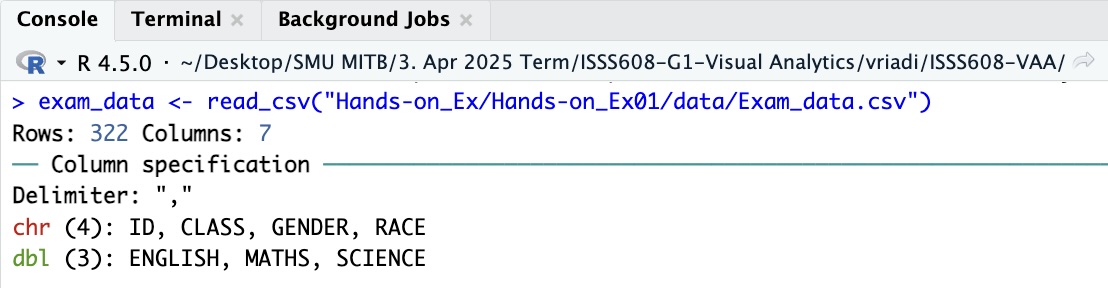 Console Terminal × Background Jobs ×
R R 4.5.0 · ~/Desktop/SMU MITB/3. Apr 2025 Term/ISSS608-G1-Visual Analytics/vriadi/ISSS608-VAA/
> exam_data <- read_csv("Hands-on_Ex/Hands-on_Ex01/data/Exam_data.csv")
Rows: 322 Columns: 7
── Column specification ──────────────────────────
Delimiter: ","
chr (4): ID, CLASS, GENDER, RACE
dbl (3): ENGLISH, MATHS, SCIENCE